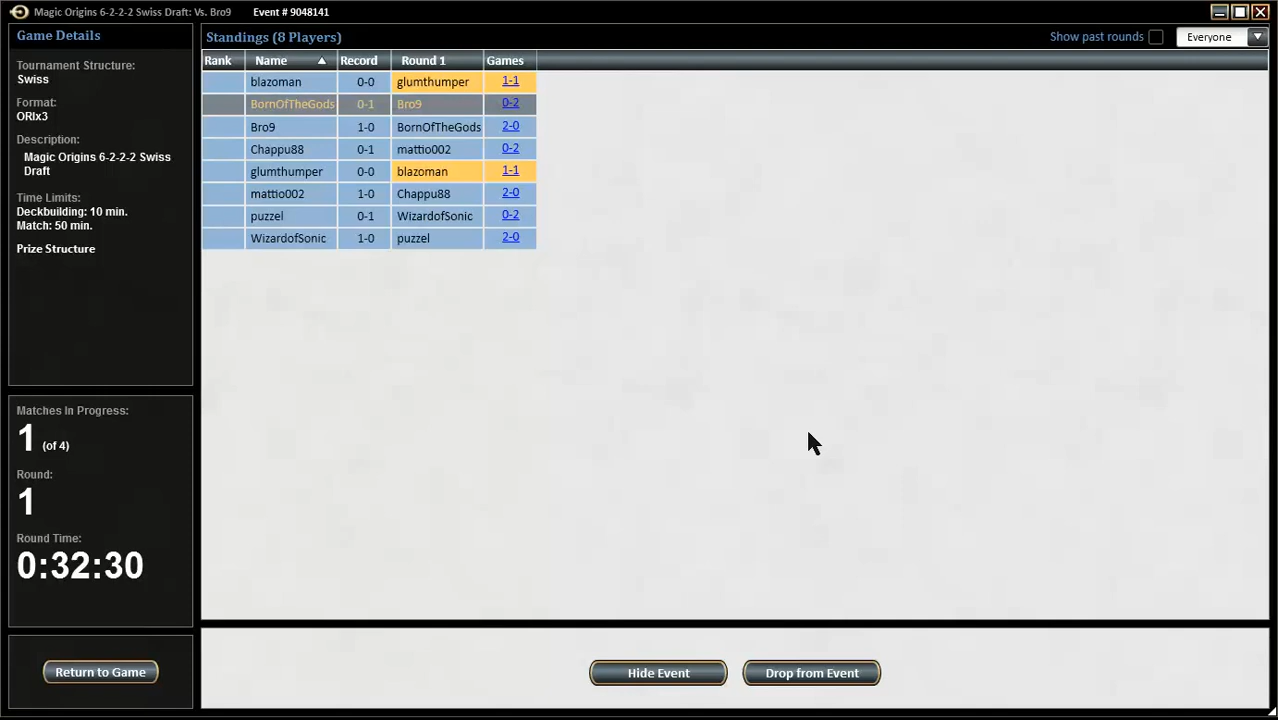 Magic Origins 6-2-2-2 Swiss Draft: Vs. Bro9 Event # 9048141
Game Details
Tournament Structure:
Swiss
Format:
ORIx3
Description:
Magic Origins 6-2-2-2 Swiss
Draft
Time Limits:
Deckbuilding: 10 min.
Match: 50 min.
Prize Structure
Matches In Progress:
1 (of 4)
Round:
1
Round Time:
0:32:30
Return to Game
Standings (8 Players)
Show past rounds
Everyone
Rank Name Record Round 1 Games
blazoman 0-0 glumthumper 1-1
BornOfTheGods 0-1 Bro9 0-2
Bro9 1-0 BornOfTheGods 2-0
Chappu88 0-1 mattio002 0-2
glumthumper 0-0 blazoman 1-1
mattio002 1-0 Chappu88 2-0
puzzel 0-1 WizardofSonic 0-2
WizardofSonic 1-0 puzzel 2-0
Hide Event
Drop from Event